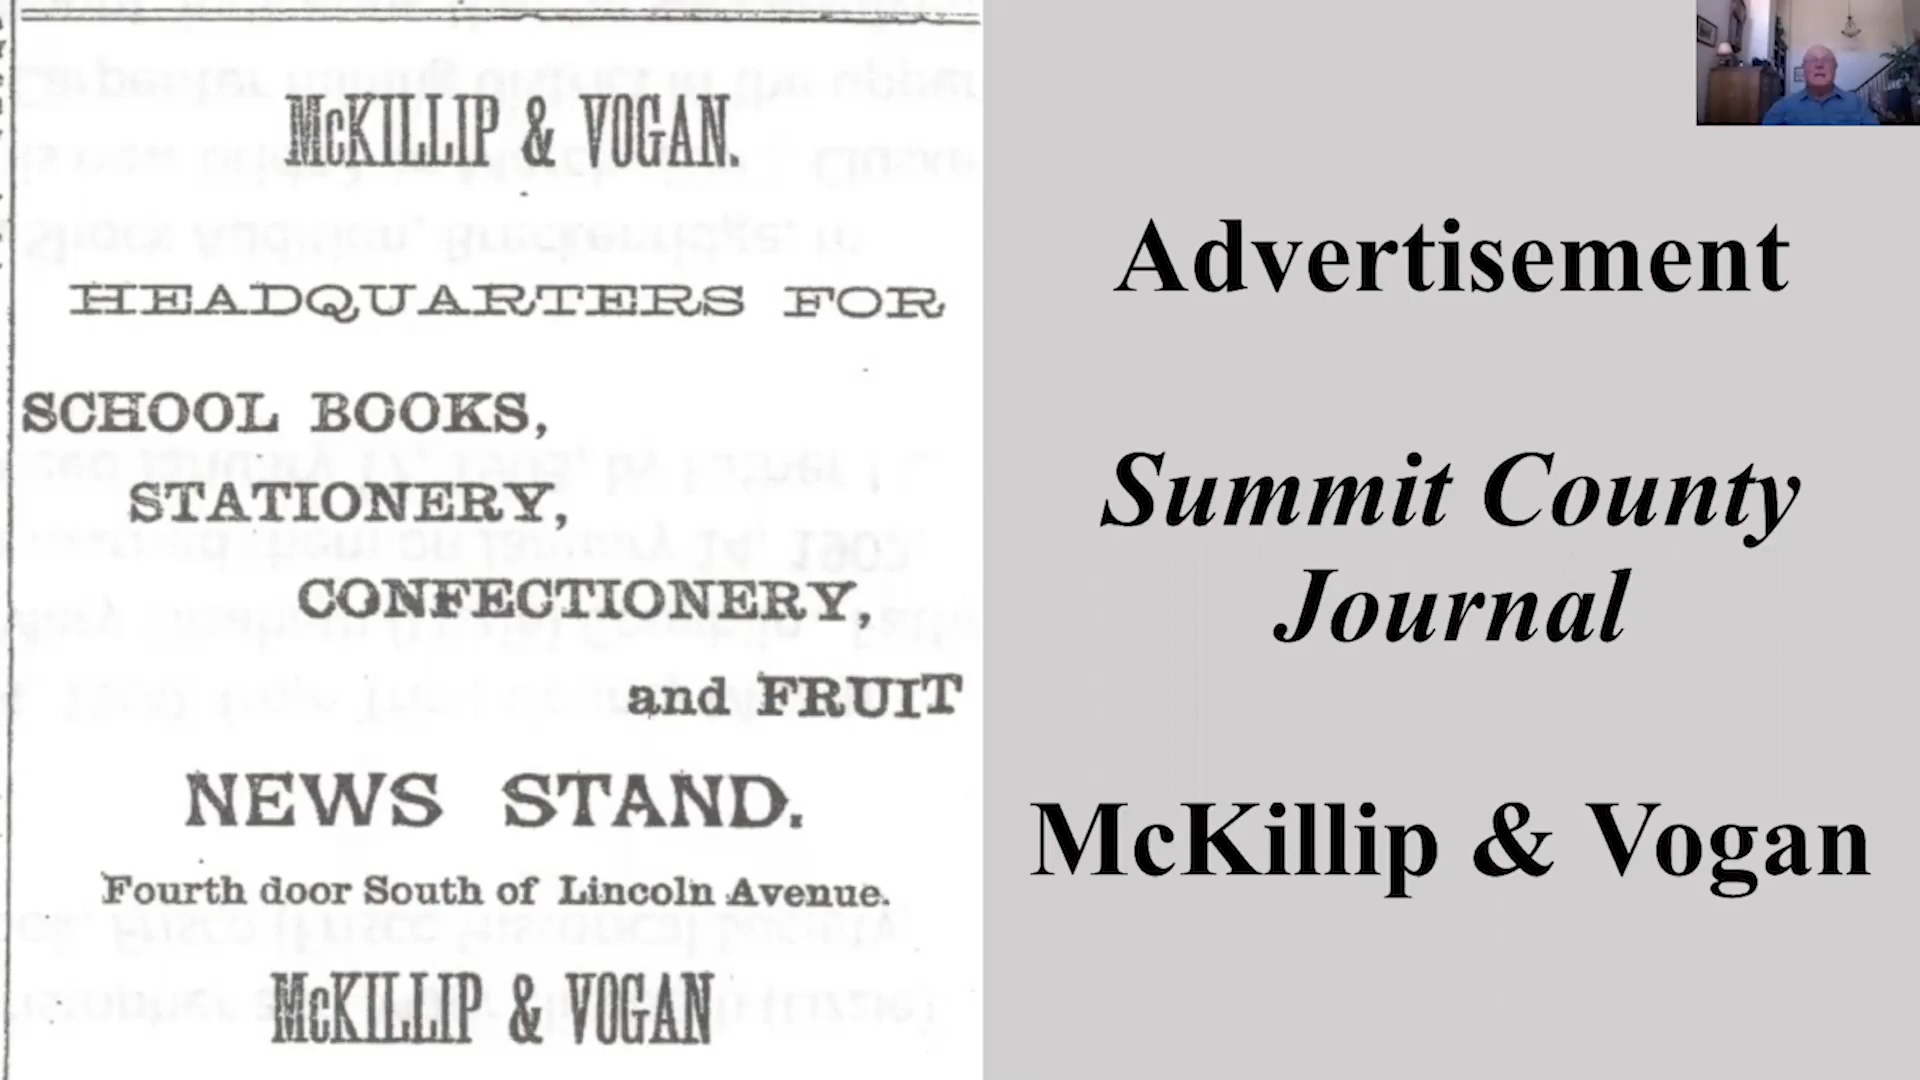 McKILLIP & VOGAN.
HEADQUARTERS FOR
SCHOOL BOOKS,
STATIONERY,
CONFECTIONERY,
and FRUIT
NEWS STAND.
Fourth door South of Lincoln Avenue.
McKILLIP & VOGAN
Advertisement
Summit County
Journal
McKillip & Vogan